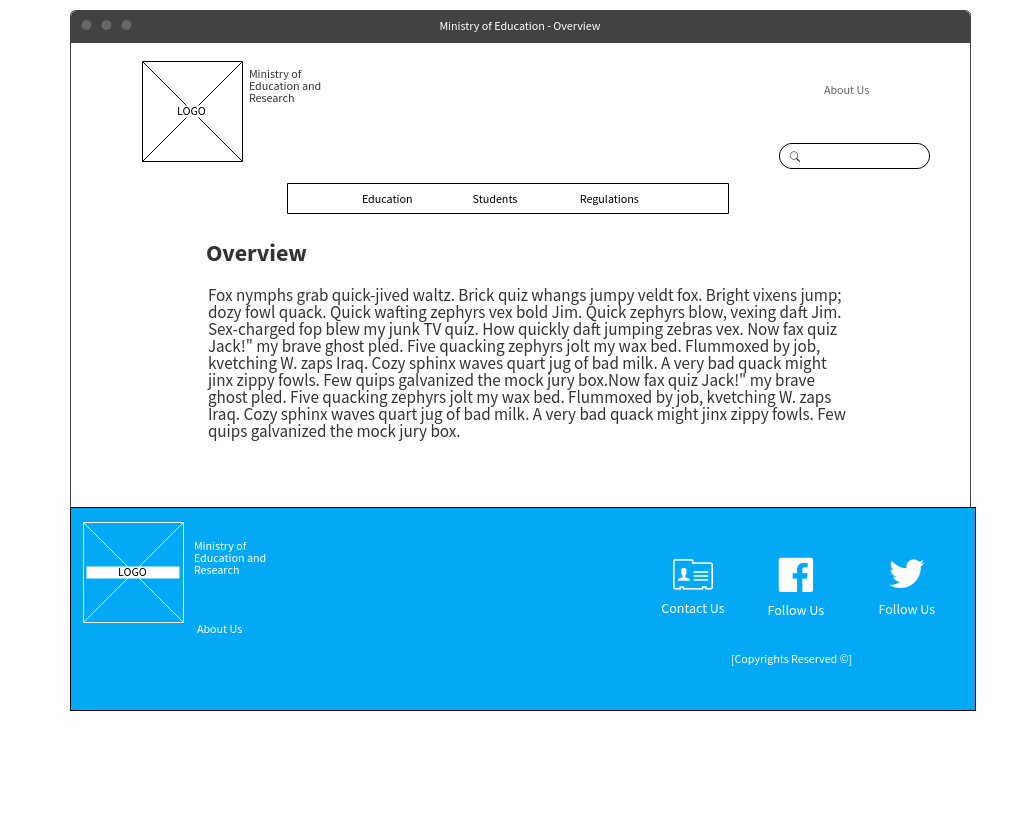 Ministry of Education - Overview
LOGO
Ministry of
Education and
Research
About Us
Education Students Regulations
Overview
Fox nymphs grab quick-jived waltz. Brick quiz whangs jumpy veldt fox. Bright vixens jump;
dozy fowl quack. Quick wafting zephyrs vex bold Jim. Quick zephyrs blow, vexing daft Jim.
Sex-charged fop blew my junk TV quiz. How quickly daft jumping zebras vex. Now fax quiz
Jack!" my brave ghost pled. Five quacking zephyrs jolt my wax bed. Flummoxed by job,
kvetching W. zaps Iraq. Cozy sphinx waves quart jug of bad milk. A very bad quack might
jinx zippy fowls. Few quips galvanized the mock jury box.Now fax quiz Jack!" my brave
ghost pled. Five quacking zephyrs jolt my wax bed. Flummoxed by job, kvetching W. zaps
Iraq. Cozy sphinx waves quart jug of bad milk. A very bad quack might jinx zippy fowls. Few
quips galvanized the mock jury box.
LOGO
Ministry of
Education and
Research
About Us
Contact Us
Follow Us
Follow Us
[Copyrights Reserved ©]